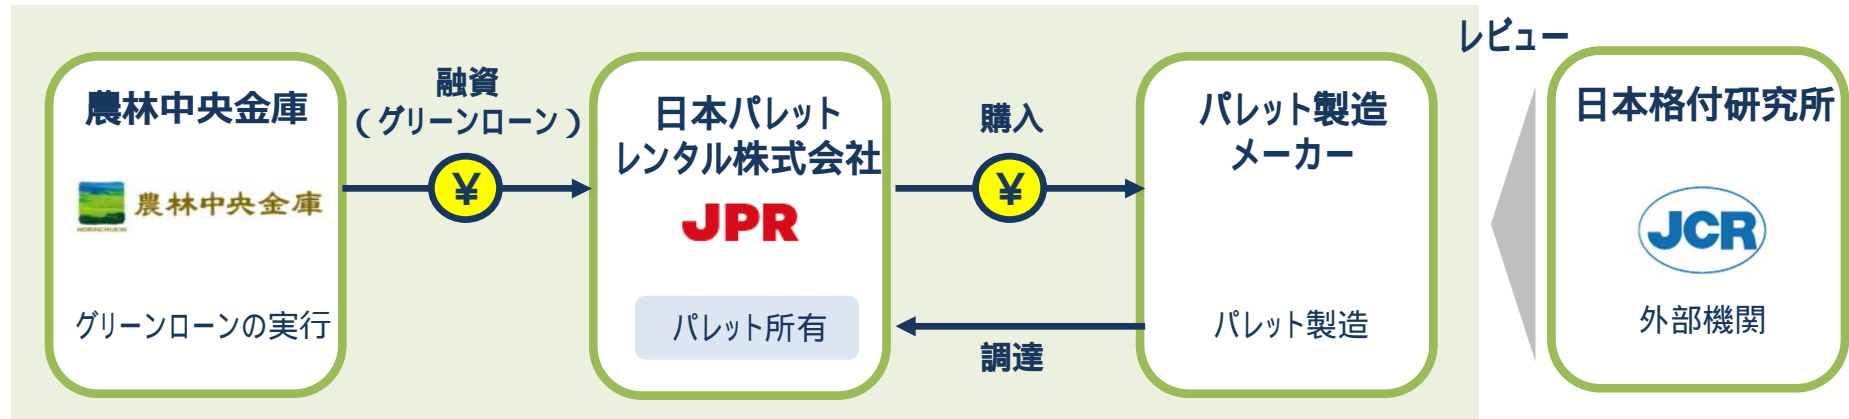 レビュー
農林中央金庫
農林中央金庫
NORINCHUKIN
グリーンローンの実行
融資
（グリーンローン）
¥
日本パレット
レンタル株式会社
JPR
パレット所有
購入
¥
調達
パレット製造
メーカー
パレット製造
日本格付研究所
JCR
外部機関